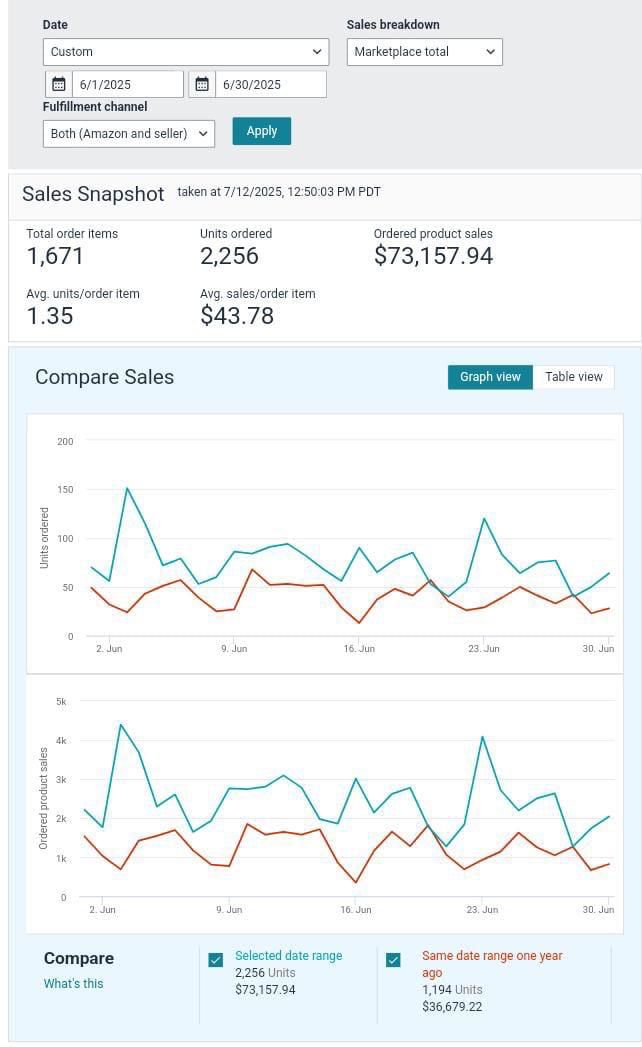 Date
Sales breakdown
Custom
Marketplace total
6/1/2025
6/30/2025
Fulfillment channel
Both (Amazon and seller)
Apply
Sales Snapshot taken at 7/12/2025, 12:50:03 PM PDT
Total order items
Units ordered
Ordered product sales
1,671
2,256
$73,157.94
Avg. units/order item
Avg. sales/order item
1.35
$43.78
Compare Sales
Graph view
Table view
Units ordered
200
150
100
50
0
2. Jun
9. Jun
16. Jun
23. Jun
30. Jun
Ordered product sales
5k
4k
3k
2k
1k
0
2. Jun
9. Jun
16. Jun
23. Jun
30. Jun
Compare
What's this
Selected date range
2,256 Units
$73,157.94
Same date range one year
ago
1,194 Units
$36,679.22